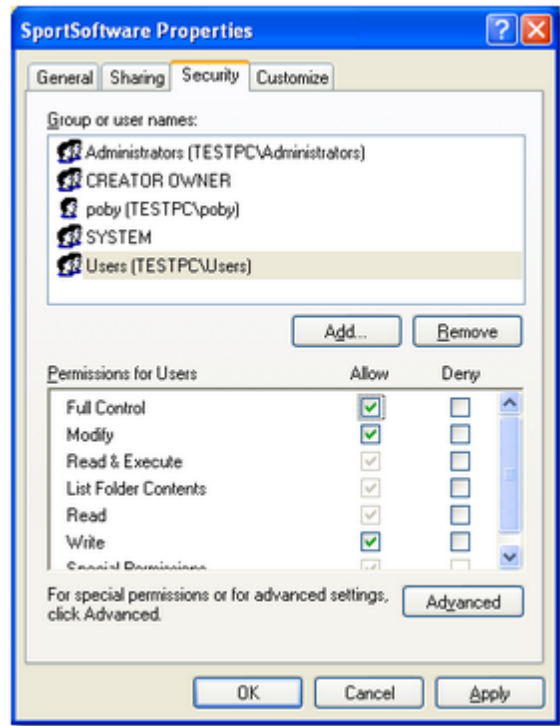 SportSoftware Properties
General Sharing Security Customize
Group or user names:
Administrators (TESTPC\Administrators)
CREATOR OWNER
poby (TESTPC\poby)
SYSTEM
Users (TESTPC\Users)
Add... Remove
Permissions for Users Allow Deny
Full Control
Modify
Read & Execute
List Folder Contents
Read
Write
Special Permissions
For special permissions or for advanced settings,
click Advanced.
Advanced
OK Cancel Apply